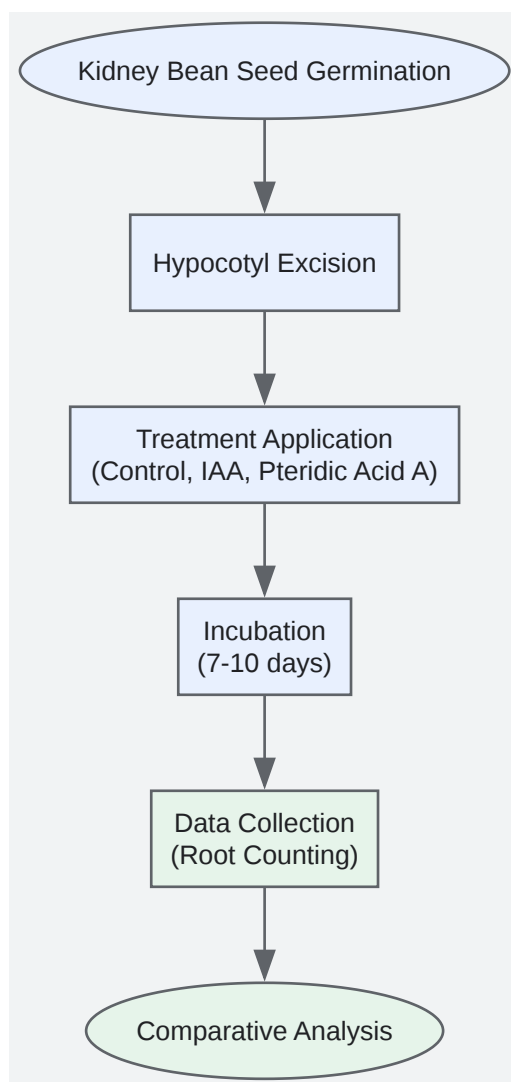 Kidney Bean Seed Germination
Hypocotyl Excision
Treatment Application
(Control, IAA, Pteridic Acid A)
Incubation
(7-10 days)
Data Collection
(Root Counting)
Comparative Analysis